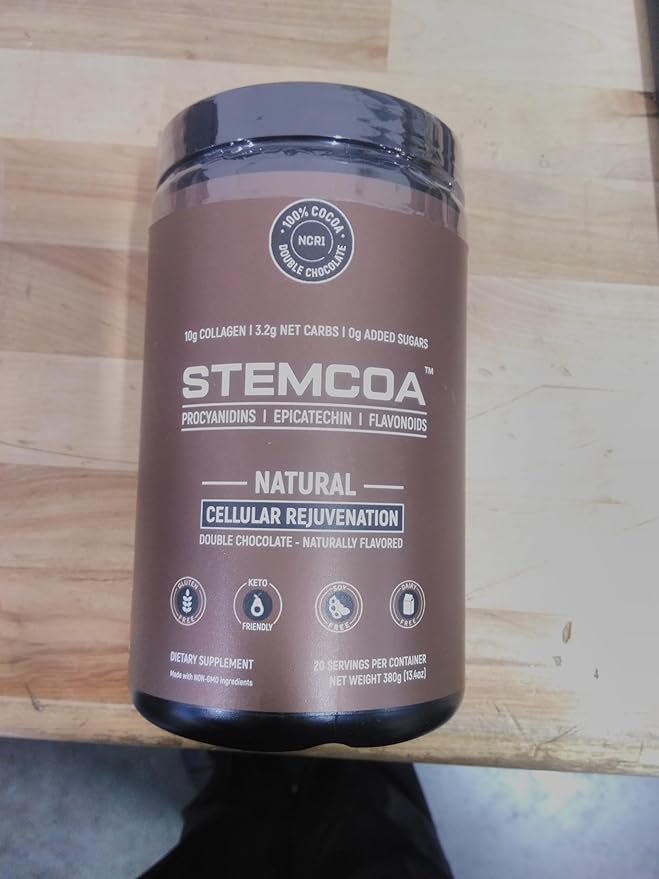 • 100% COCOA •
NCRI
DOUBLE CHOCOLATE
10g COLLAGEN | 3.2g NET CARBS | 0g ADDED SUGARS
STEMCOA™
PROCYANIDINS | EPICATECHIN | FLAVONOIDS
NATURAL
CELLULAR REJUVENATION
DOUBLE CHOCOLATE - NATURALLY FLAVORED
GLUTEN FREE
KETO FRIENDLY
SOY FREE
DAIRY FREE
DIETARY SUPPLEMENT
Made with NON-GMO ingredients
20 SERVINGS PER CONTAINER
NET WEIGHT 380g (13.4oz)